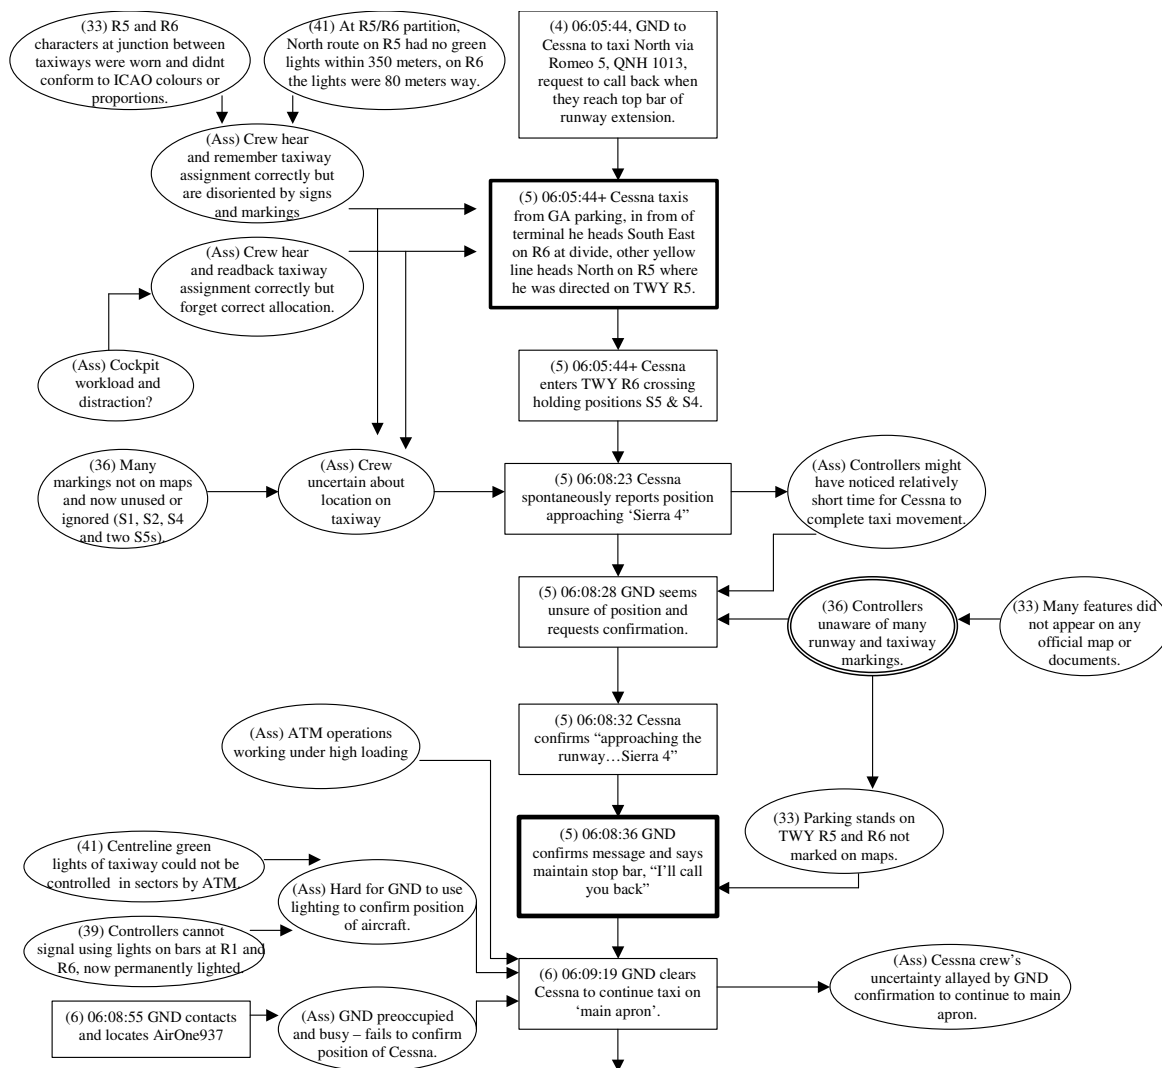 (33) R5 and R6
characters at junction between
taxiways were worn and didnt
conform to ICAO colours or
proportions.
(41) At R5/R6 partition,
North route on R5 had no green
lights within 350 meters, on R6
the lights were 80 meters way.
(4) 06:05:44, GND to
Cessna to taxi North via
Romeo 5, QNH 1013,
request to call back when
they reach top bar of
runway extension.
(Ass) Crew hear
and remember taxiway
assignment correctly but
are disoriented by signs
and markings
(5) 06:05:44+ Cessna taxis
from GA parking, in from of
terminal he heads South East
on R6 at divide, other yellow
line heads North on R5 where
he was directed on TWY R5.
(Ass) Crew hear
and readback taxiway
assignment correctly but
forget correct allocation.
(Ass) Cockpit
workload and
distraction?
(5) 06:05:44+ Cessna
enters TWY R6 crossing
holding positions S5 & S4.
(36) Many
markings not on maps
and now unused or
ignored (S1, S2, S4
and two S5s).
(Ass) Crew
uncertain about
location on
taxiway
(5) 06:08:23 Cessna
spontaneously reports position
approaching ‘Sierra 4”
(Ass) Controllers might
have noticed relatively
short time for Cessna to
complete taxi movement.
(5) 06:08:28 GND seems
unsure of position and
requests confirmation.
(36) Controllers
unaware of many
runway and taxiway
markings.
(33) Many features did
not appear on any
official map or
documents.
(Ass) ATM operations
working under high loading
(5) 06:08:32 Cessna
confirms “approaching the
runway…Sierra 4”
(33) Parking stands on
TWY R5 and R6 not
marked on maps.
(5) 06:08:36 GND
confirms message and says
maintain stop bar, “I’ll call
you back”
(41) Centreline green
lights of taxiway could not be
controlled in sectors by ATM.
(Ass) Hard for GND to use
lighting to confirm position
of aircraft.
(39) Controllers cannot
signal using lights on bars at R1 and
R6, now permanently lighted.
(6) 06:09:19 GND clears
Cessna to continue taxi on
‘main apron’.
(Ass) Cessna crew’s
uncertainty allayed by GND
confirmation to continue to main
apron.
(6) 06:08:55 GND contacts
and locates AirOne937
(Ass) GND preoccupied
and busy – fails to confirm
position of Cessna.